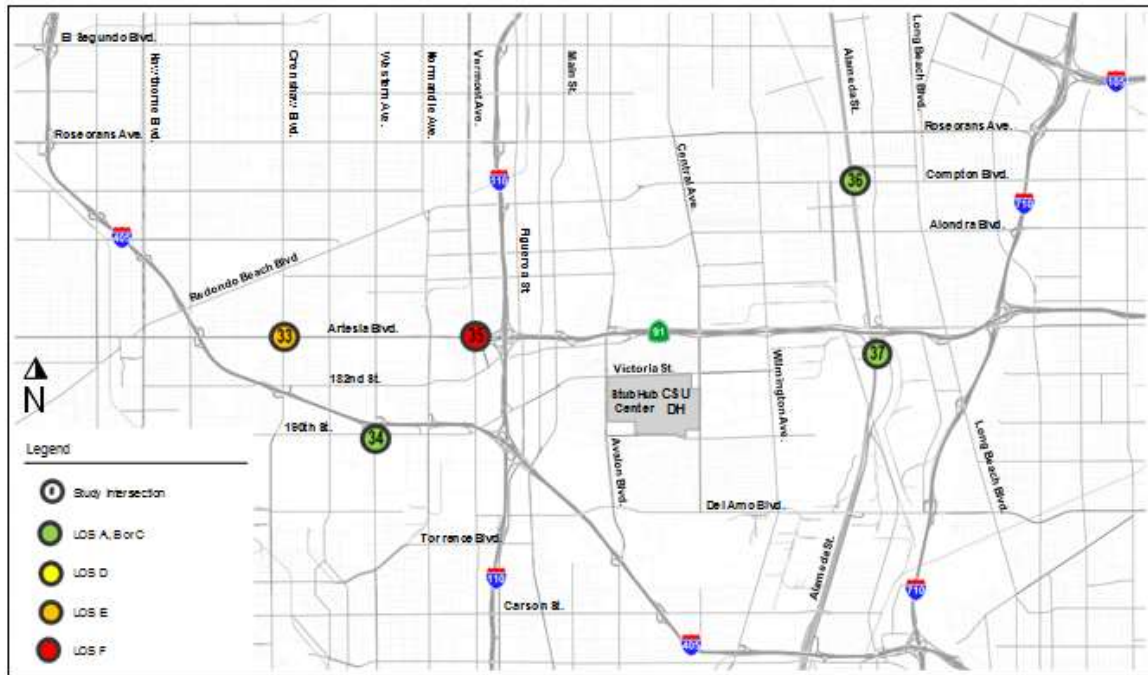 El Segundo Blvd.
Hawthorne Blvd.
Crenshaw Blvd.
Western Ave.
Normandie Ave.
Vermont Ave.
Main St.
Alameda St.
Long Beach Blvd.
105
Rosecrans Ave.
Rosecrans Ave.
110
Central Ave.
36
Compton Blvd.
710
Alondra Blvd.
405
Figueroa St
Redondo Beach Blvd
33
Artesia Blvd.
35
91
37
N
182nd St.
Victoria St.
StubHub
Center
CSU
DH
Wilmington Ave.
190th St.
34
Avalon Blvd.
Long Beach Blvd.
Del Amo Blvd.
Torrance Blvd.
Alameda St.
110
710
Carson St.
405
Legend
Study Intersection
LOS A, B or C
LOS D
LOS E
LOS F